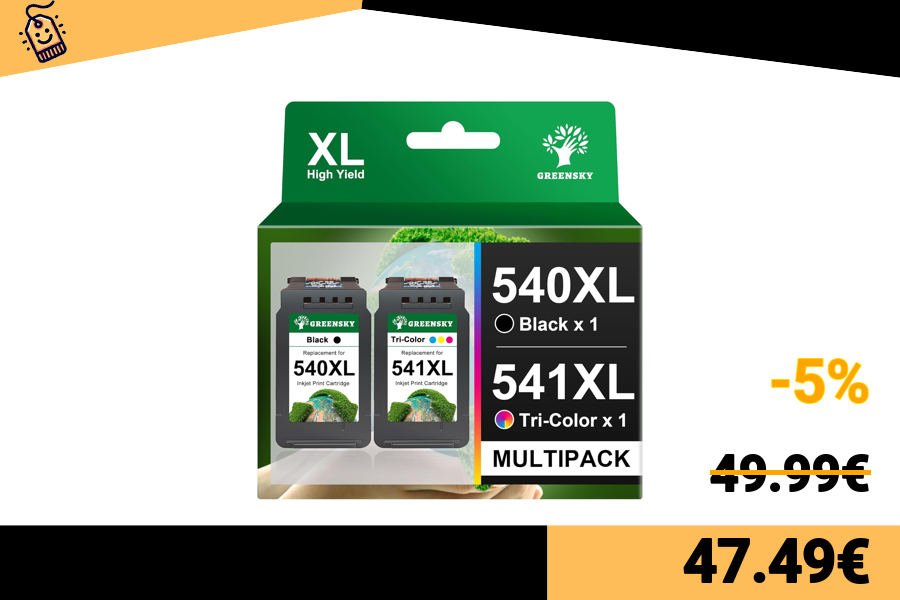 XL
High Yield
GREENSKY
GREENSKY
Black
Replacement for
540XL
Inkjet Print Cartridge
GREENSKY
Tri-Color
Replacement for
541XL
Inkjet Print Cartridge
540XL
Black x 1
541XL
Tri-Color x 1
MULTIPACK
-5%
49.99€
47.49€